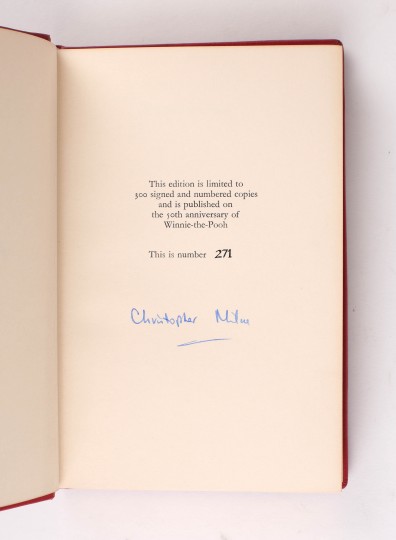 This edition is limited to
300 signed and numbered copies
and is published on
the 50th anniversary of
Winnie-the-Pooh
This is number 271
Christopher Milne